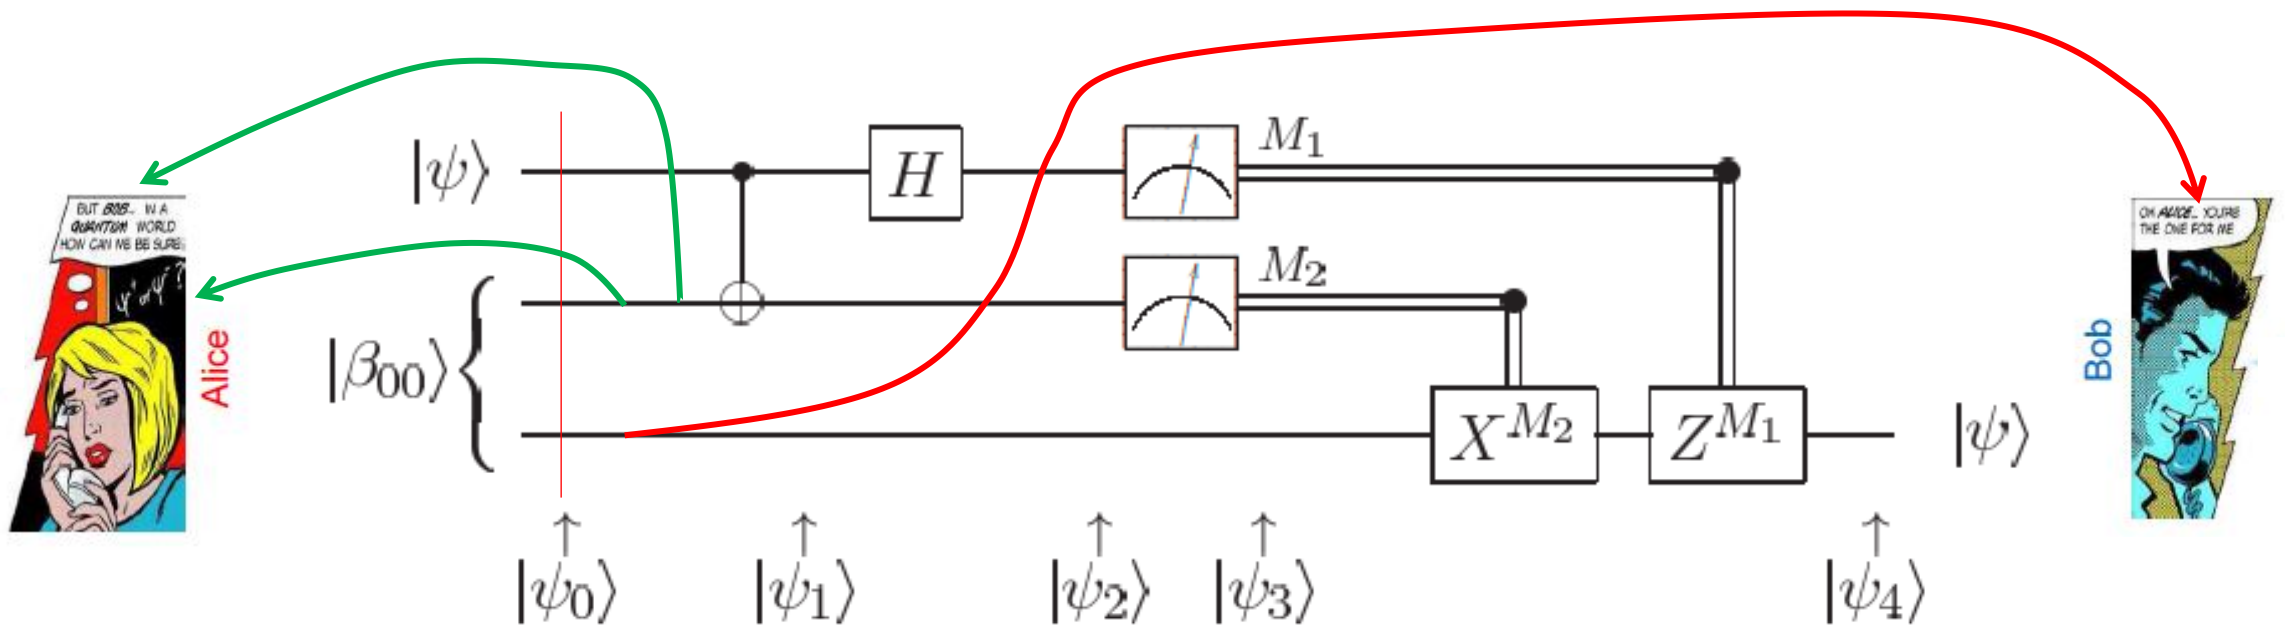 |ψ⟩
H
M₁
M₂
|β₀₀⟩
X^{M₂}
Z^{M₁}
|ψ⟩
|ψ₀⟩
|ψ₁⟩
|ψ₂⟩
|ψ₃⟩
|ψ₄⟩
BUT BOB.. IN A
QUANTUM WORLD
HOW CAN WE BE SURE
Alice
OK ALICE.. YOU'RE
THE ONE FOR ME
Bob